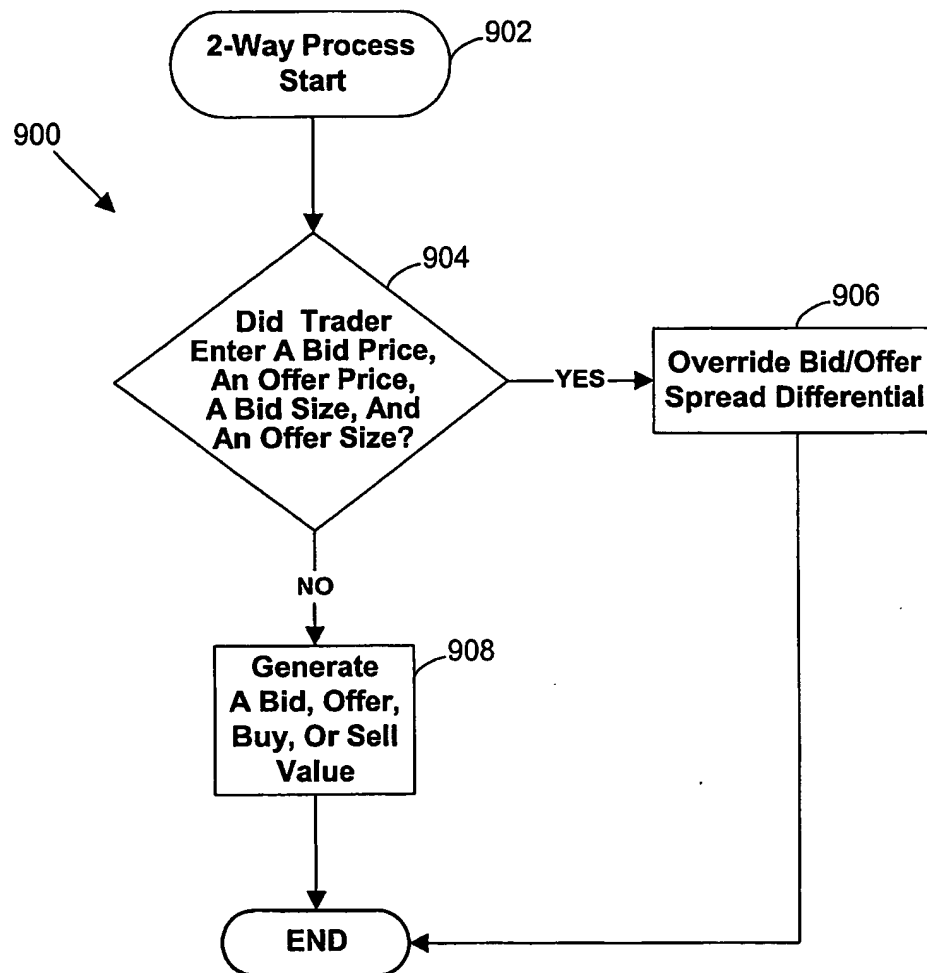 2-Way Process
Start
902
900
904
Did Trader
Enter A Bid Price,
An Offer Price,
A Bid Size, And
An Offer Size?
YES
906
Override Bid/Offer
Spread Differential
NO
908
Generate
A Bid, Offer,
Buy, Or Sell
Value
END